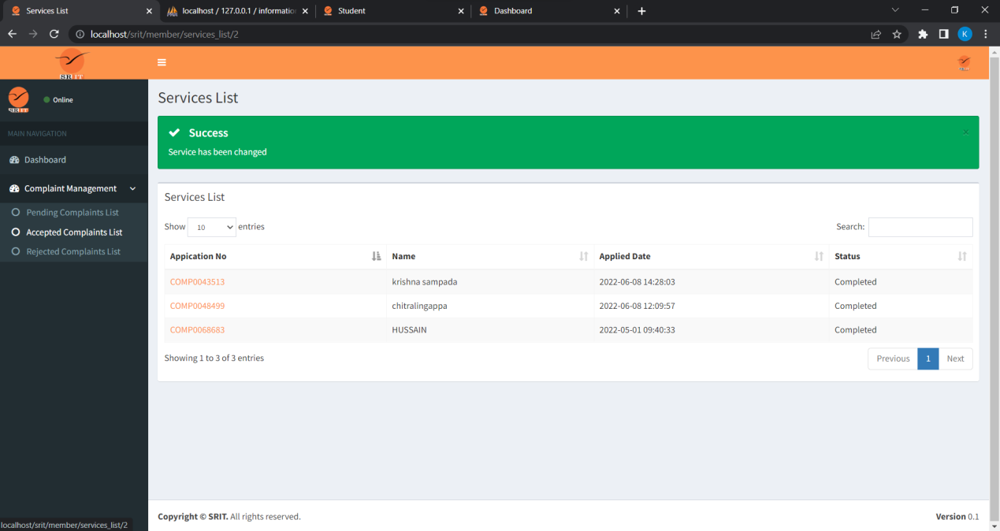 Services List
localhost / 127.0.0.1 / information
Student
Dashboard
localhost/srit/member/services_list/2
K
SRIT
SRIT
Online
MAIN NAVIGATION
Dashboard
Complaint Management
Pending Complaints List
Accepted Complaints List
Rejected Complaints List
Services List
Success
Service has been changed
Services List
Show 10 entries
Search:
Appication No Name Applied Date Status
COMP0043513 krishna sampada 2022-06-08 14:28:03 Completed
COMP0048499 chitralingappa 2022-06-08 12:09:57 Completed
COMP0068683 HUSSAIN 2022-05-01 09:40:33 Completed
Showing 1 to 3 of 3 entries
Previous 1 Next
Copyright © SRIT. All rights reserved.
Version 0.1
localhost/srit/member/services_list/2